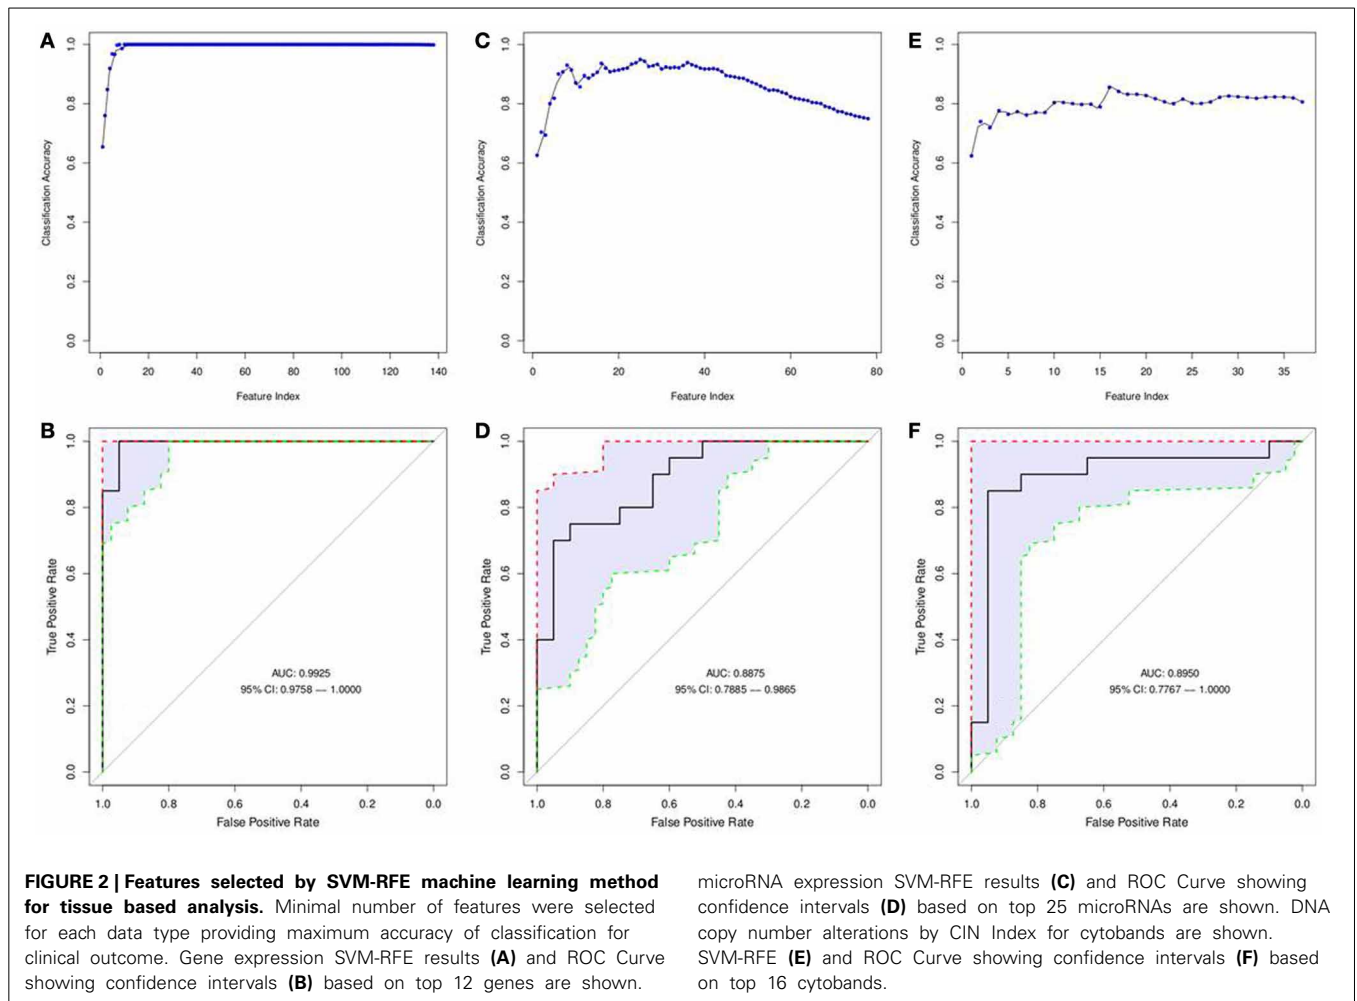 A
Classification Accuracy
0.0 0.2 0.4 0.6 0.8 1.0
0 20 40 60 80 100 120 140
Feature Index
C
Classification Accuracy
0.0 0.2 0.4 0.6 0.8 1.0
0 20 40 60 80
Feature Index
E
Classification Accuracy
0.0 0.2 0.4 0.6 0.8 1.0
0 5 10 15 20 25 30 35
Feature Index
B
True Positive Rate
0.0 0.2 0.4 0.6 0.8 1.0
AUC: 0.9925
95% CI: 0.9758 — 1.0000
1.0 0.8 0.6 0.4 0.2 0.0
False Positive Rate
D
True Positive Rate
0.0 0.2 0.4 0.6 0.8 1.0
AUC: 0.8875
95% CI: 0.7885 — 0.9865
1.0 0.8 0.6 0.4 0.2 0.0
False Positive Rate
F
True Positive Rate
0.0 0.2 0.4 0.6 0.8 1.0
AUC: 0.8950
95% CI: 0.7767 — 1.0000
1.0 0.8 0.6 0.4 0.2 0.0
False Positive Rate
FIGURE 2 | Features selected by SVM-RFE machine learning method
for tissue based analysis. Minimal number of features were selected
for each data type providing maximum accuracy of classification for
clinical outcome. Gene expression SVM-RFE results (A) and ROC Curve
showing confidence intervals (B) based on top 12 genes are shown.
microRNA expression SVM-RFE results (C) and ROC Curve showing
confidence intervals (D) based on top 25 microRNAs are shown. DNA
copy number alterations by CIN Index for cytobands are shown.
SVM-RFE (E) and ROC Curve showing confidence intervals (F) based
on top 16 cytobands.